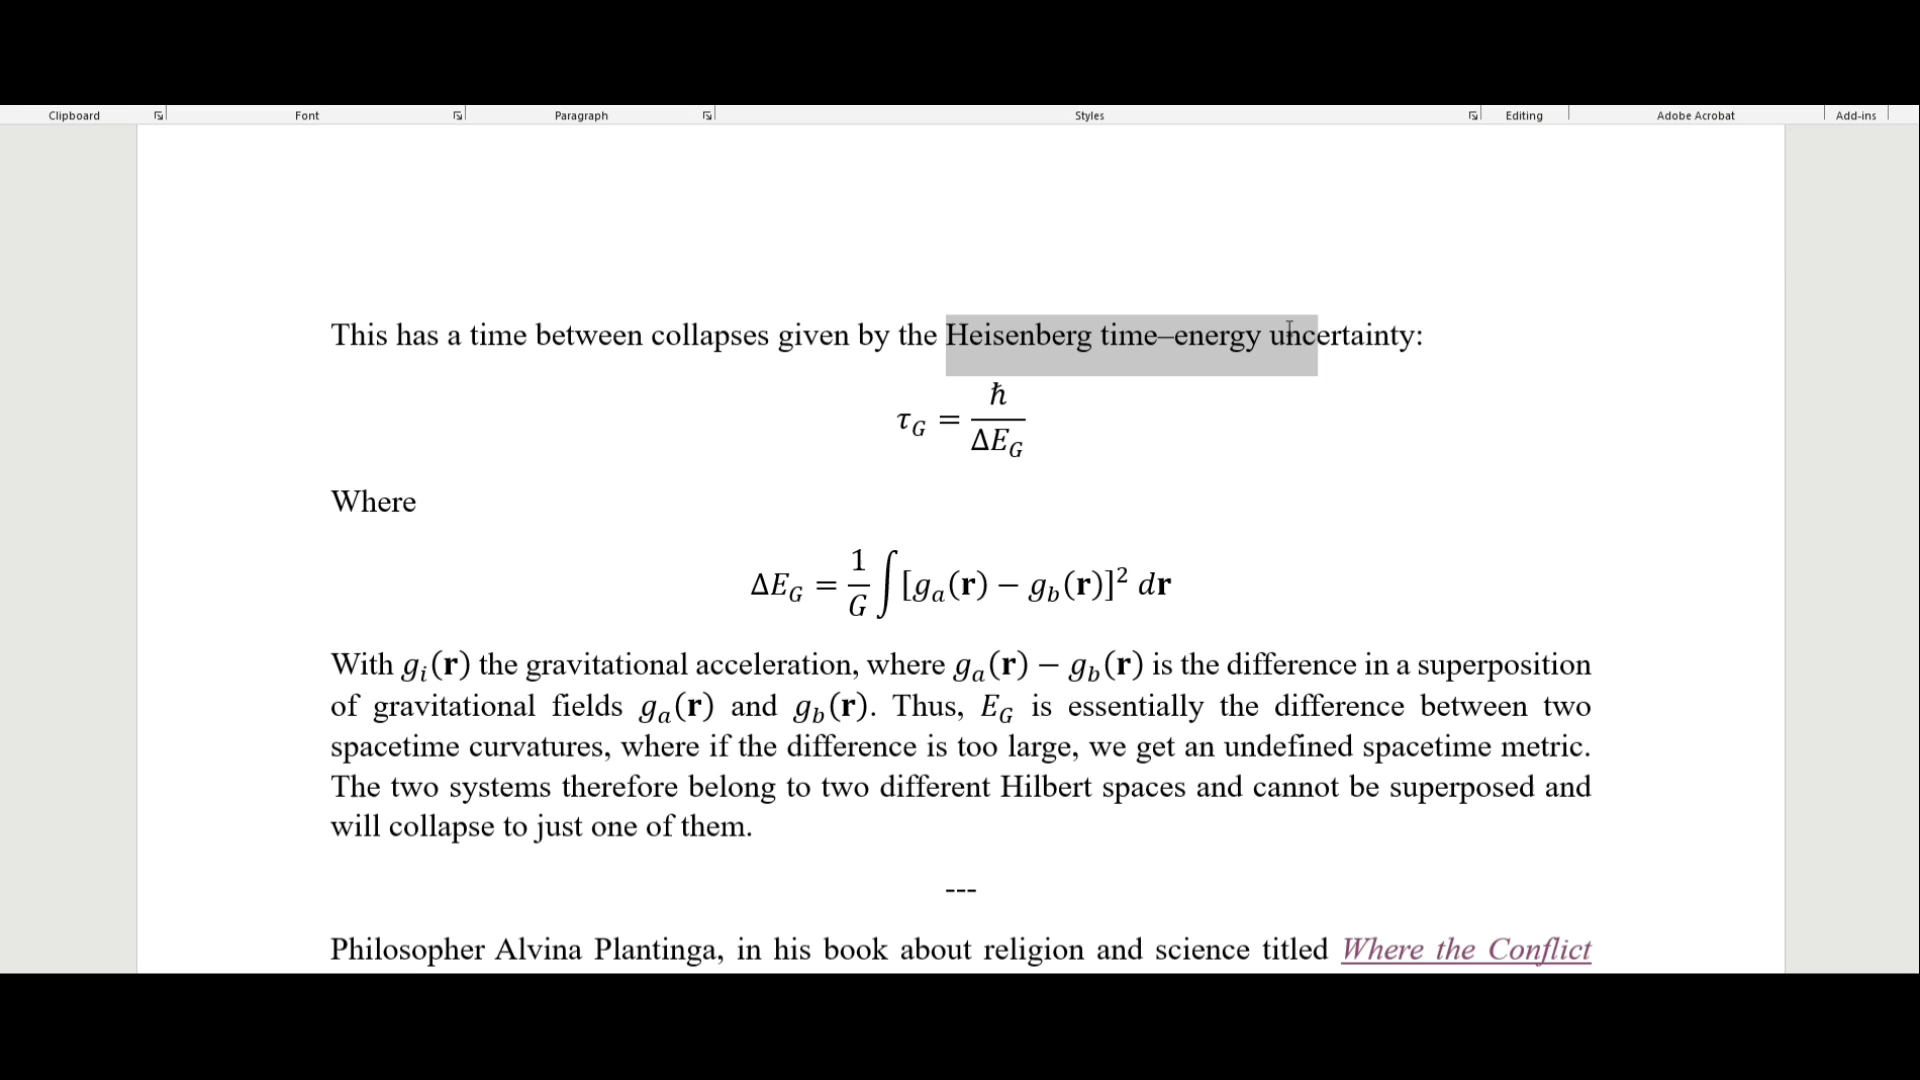 Clipboard Font Paragraph Styles Editing Adobe Acrobat Add-ins
This has a time between collapses given by the Heisenberg time–energy uncertainty:
τ_G = ℏ / ΔE_G
Where
ΔE_G = 1/G ∫ [g_a(r) − g_b(r)]² dr
With g_i(r) the gravitational acceleration, where g_a(r) − g_b(r) is the difference in a superposition
of gravitational fields g_a(r) and g_b(r). Thus, E_G is essentially the difference between two
spacetime curvatures, where if the difference is too large, we get an undefined spacetime metric.
The two systems therefore belong to two different Hilbert spaces and cannot be superposed and
will collapse to just one of them.
---
Philosopher Alvina Plantinga, in his book about religion and science titled Where the Conflict